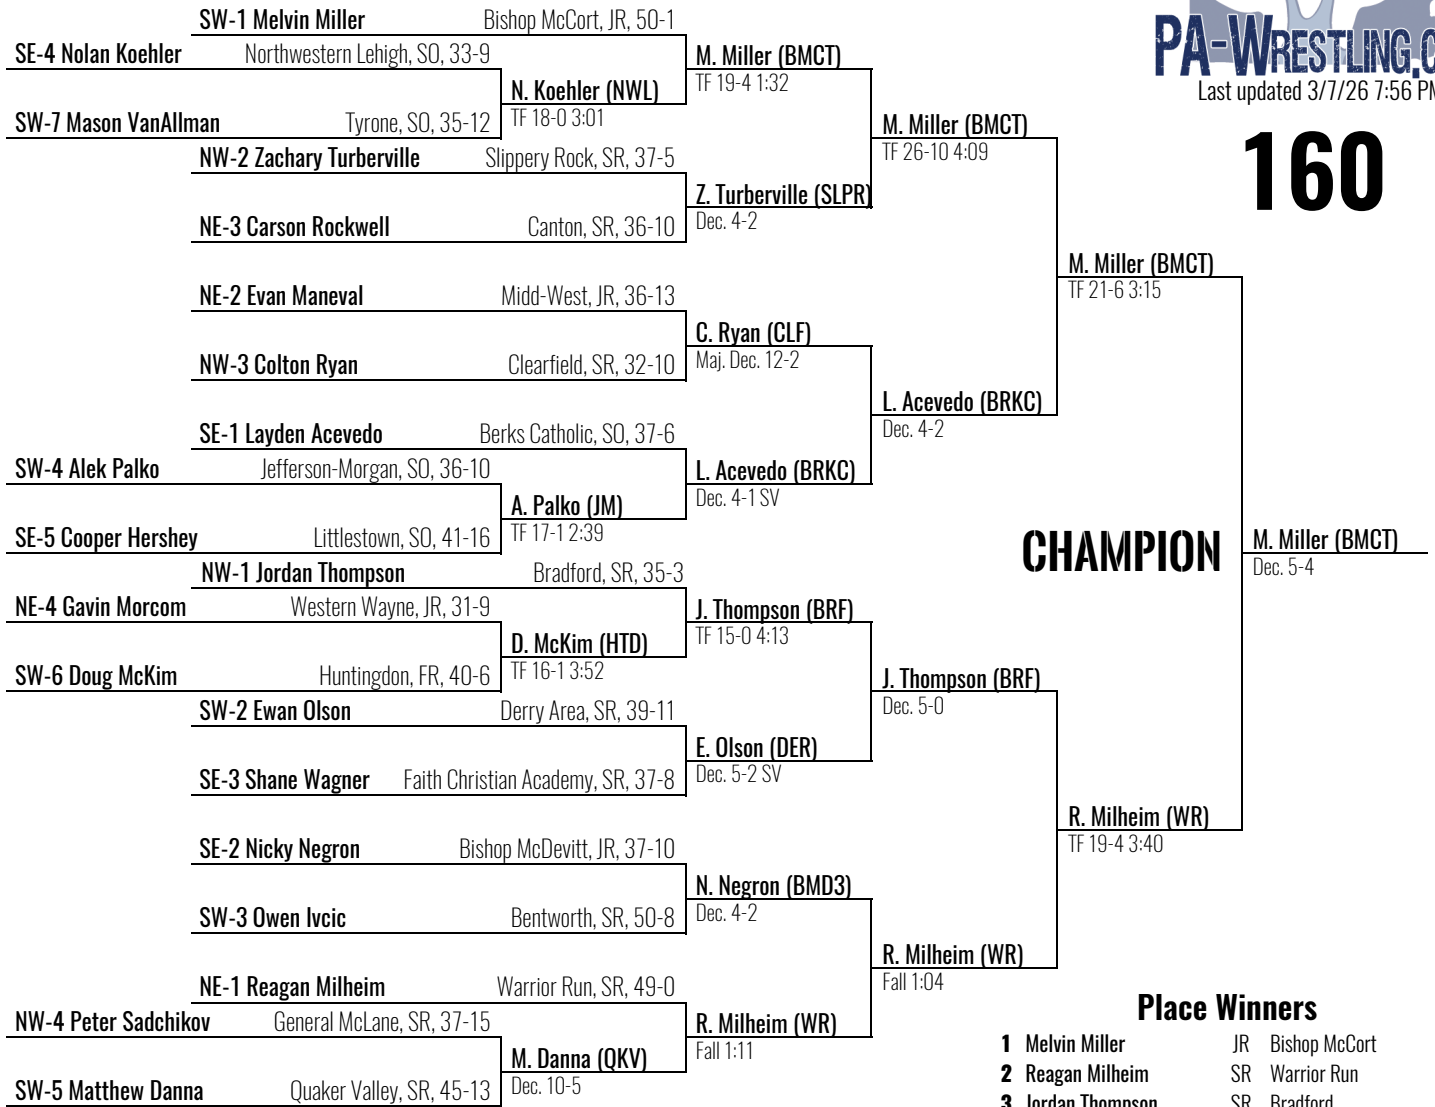 SW-1 Melvin Miller Bishop McCort, JR, 50-1
SE-4 Nolan Koehler Northwestern Lehigh, SO, 33-9
M. Miller (BMCT)
TF 19-4 1:32
N. Koehler (NWL)
TF 18-0 3:01
SW-7 Mason VanAllman Tyrone, SO, 35-12
M. Miller (BMCT)
TF 26-10 4:09
NW-2 Zachary Turberville Slippery Rock, SR, 37-5
Z. Turberville (SLPR)
Dec. 4-2
NE-3 Carson Rockwell Canton, SR, 36-10
M. Miller (BMCT)
TF 21-6 3:15
NE-2 Evan Maneval Midd-West, JR, 36-13
C. Ryan (CLF)
Maj. Dec. 12-2
NW-3 Colton Ryan Clearfield, SR, 32-10
L. Acevedo (BRKC)
Dec. 4-2
SE-1 Layden Acevedo Berks Catholic, SO, 37-6
SW-4 Alek Palko Jefferson-Morgan, SO, 36-10
L. Acevedo (BRKC)
Dec. 4-1 SV
A. Palko (JM)
TF 17-1 2:39
SE-5 Cooper Hershey Littlestown, SO, 41-16
CHAMPION
M. Miller (BMCT)
Dec. 5-4
NW-1 Jordan Thompson Bradford, SR, 35-3
NE-4 Gavin Morcom Western Wayne, JR, 31-9
J. Thompson (BRF)
TF 15-0 4:13
D. McKim (HTD)
TF 16-1 3:52
SW-6 Doug McKim Huntingdon, FR, 40-6
J. Thompson (BRF)
Dec. 5-0
SW-2 Ewan Olson Derry Area, SR, 39-11
E. Olson (DER)
Dec. 5-2 SV
SE-3 Shane Wagner Faith Christian Academy, SR, 37-8
R. Milheim (WR)
TF 19-4 3:40
SE-2 Nicky Negron Bishop McDevitt, JR, 37-10
N. Negron (BMD3)
Dec. 4-2
SW-3 Owen Ivcic Bentworth, SR, 50-8
R. Milheim (WR)
Fall 1:04
NE-1 Reagan Milheim Warrior Run, SR, 49-0
NW-4 Peter Sadchikov General McLane, SR, 37-15
R. Milheim (WR)
Fall 1:11
M. Danna (QKV)
Dec. 10-5
SW-5 Matthew Danna Quaker Valley, SR, 45-13
PA-WRESTLING.C
Last updated 3/7/26 7:56 PM
160
Place Winners
1 Melvin Miller JR Bishop McCort
2 Reagan Milheim SR Warrior Run
3 Jordan Thompson SR Bradford